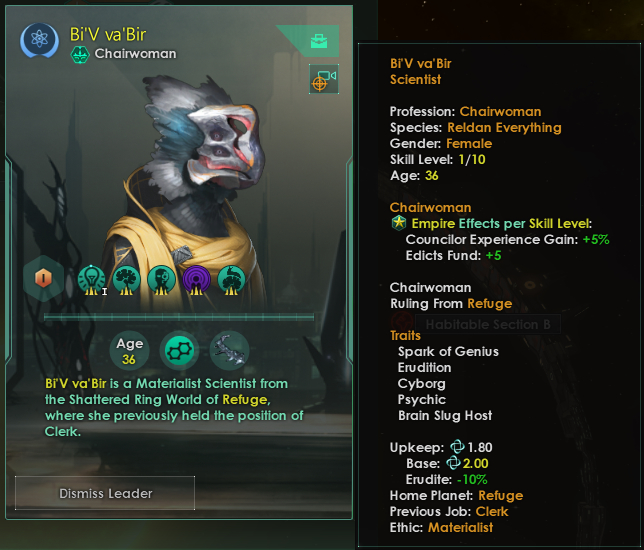 Bi'V va'Bir
Chairwoman
I
Age
36
Bi'V va'Bir is a Materialist Scientist from
the Shattered Ring World of Refuge,
where she previously held the position of
Clerk.
Dismiss Leader
Bi'V va'Bir
Scientist
Profession: Chairwoman
Species: Reldan Everything
Gender: Female
Skill Level: 1/10
Age: 36
Chairwoman
Empire Effects per Skill Level:
Councilor Experience Gain: +5%
Edicts Fund: +5
Chairwoman
Ruling From Refuge
Habitable Section B
Traits
Spark of Genius
Erudition
Cyborg
Psychic
Brain Slug Host
Upkeep: 1.80
Base: 2.00
Erudite: -10%
Home Planet: Refuge
Previous Job: Clerk
Ethic: Materialist